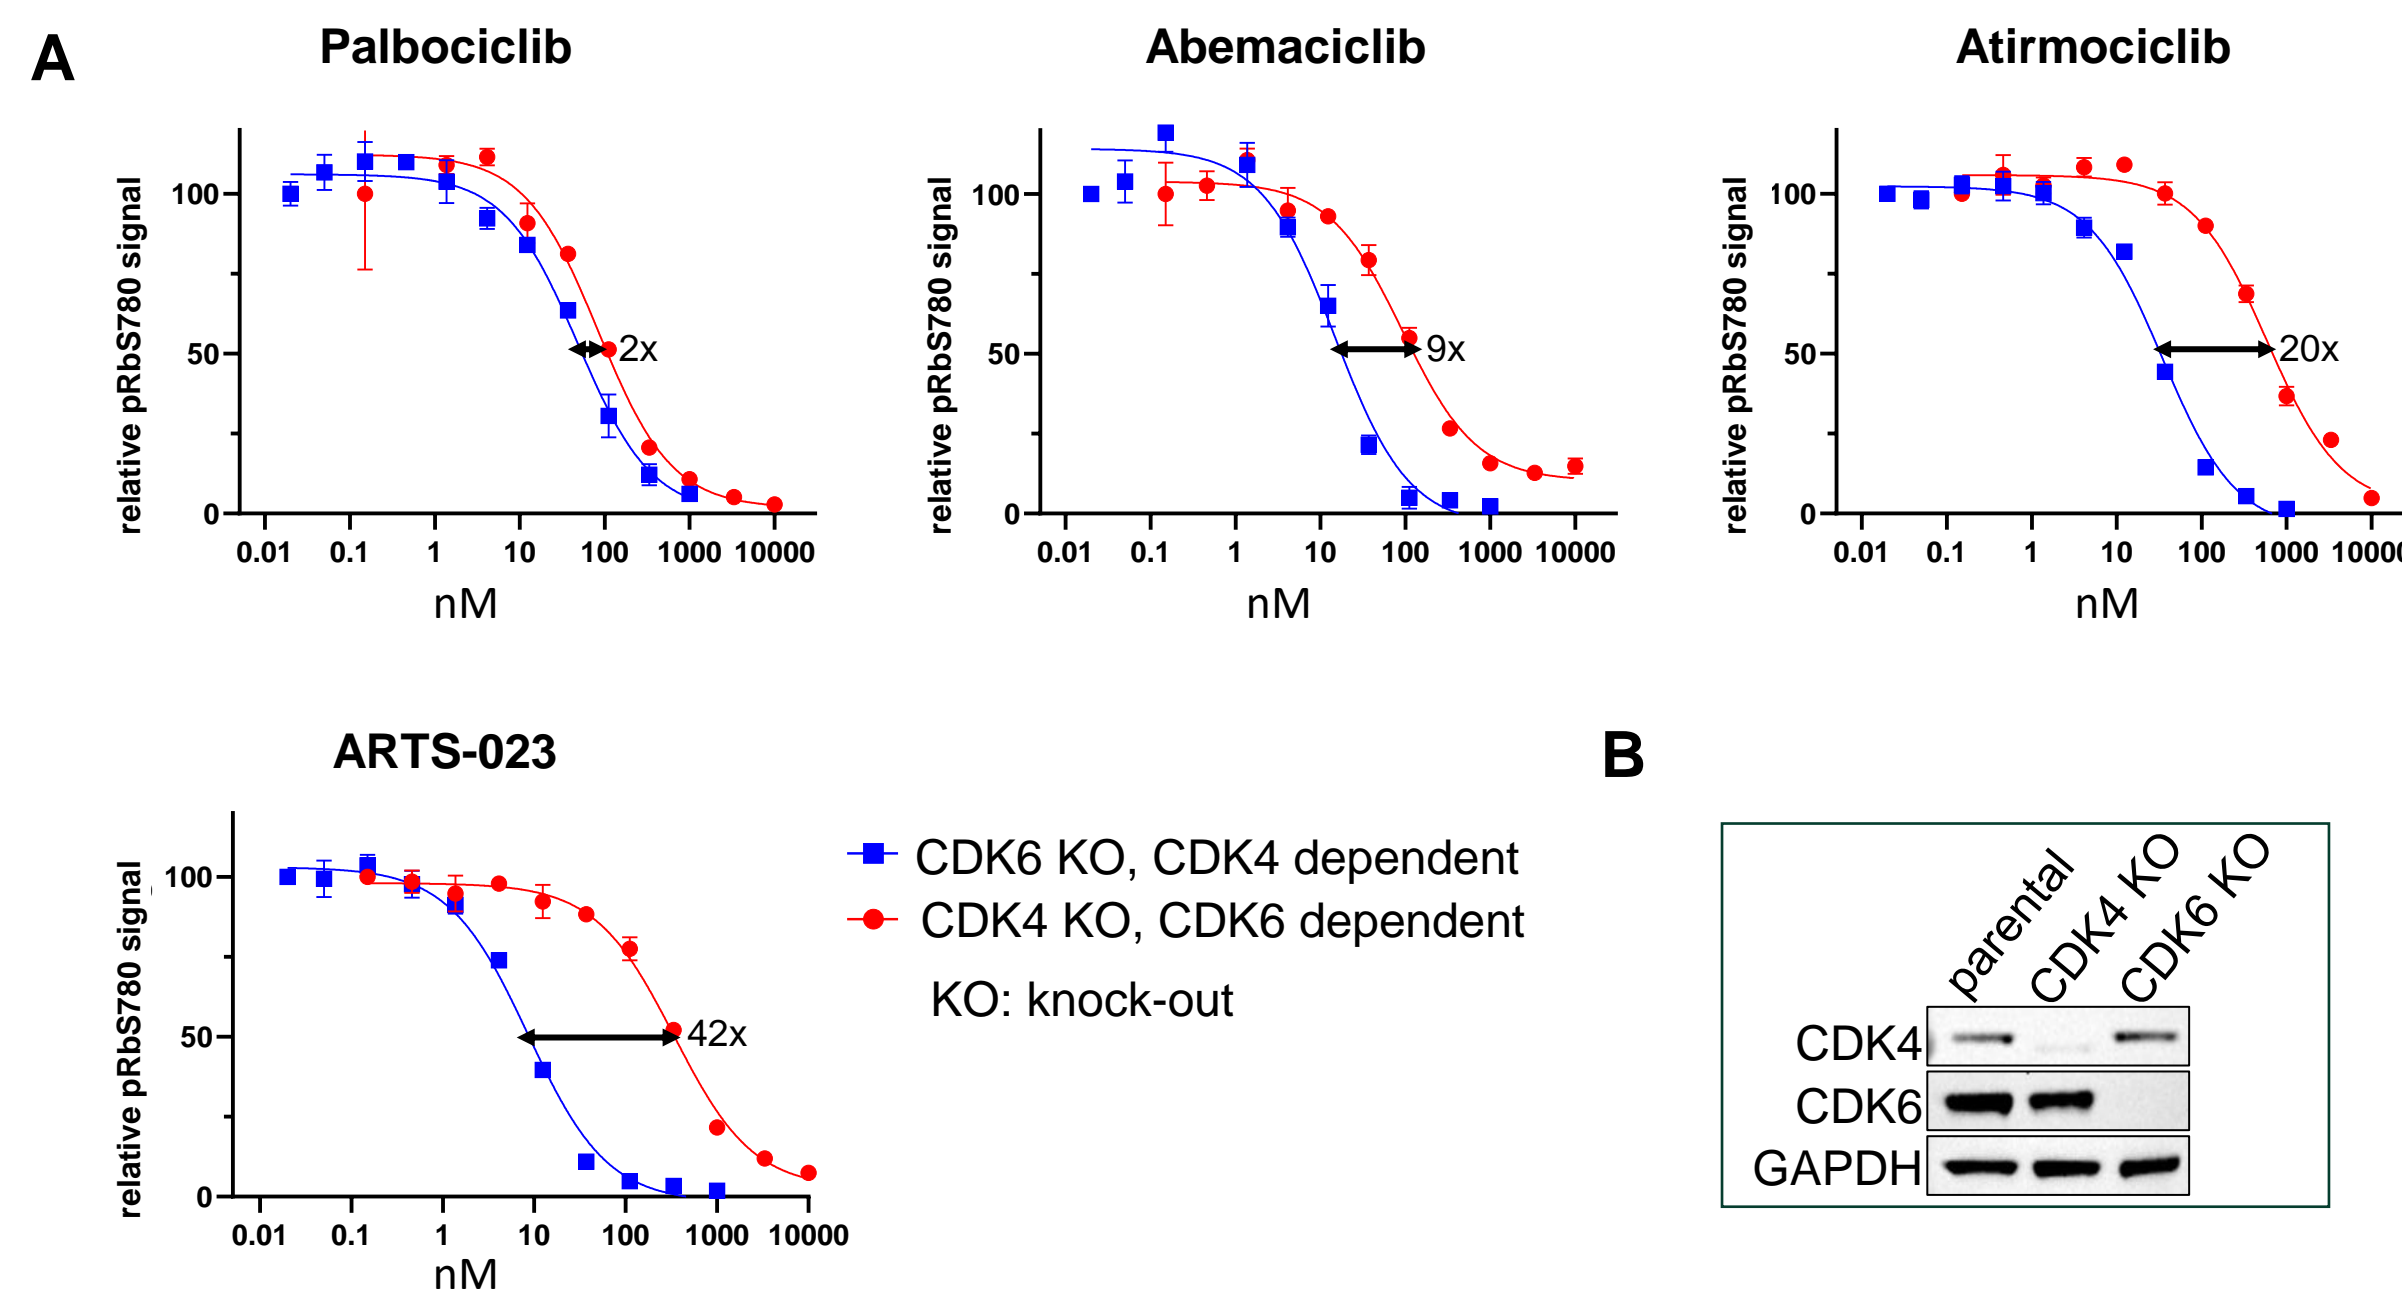 A
Palbociclib
Abemaciclib
Atirmociclib
relative pRbS780 signal
100
50
0
2x
0.01 0.1 1 10 100 1000 10000
nM
relative pRbS780 signal
100
50
0
9x
0.01 0.1 1 10 100 1000 10000
nM
relative pRbS780 signal
100
50
0
20x
0.01 0.1 1 10 100 1000 10000
nM
ARTS-023
relative pRbS780 signal
100
50
0
42x
0.01 0.1 1 10 100 1000 10000
nM
CDK6 KO, CDK4 dependent
CDK4 KO, CDK6 dependent
KO: knock-out
B
parental
CDK4 KO
CDK6 KO
CDK4
CDK6
GAPDH